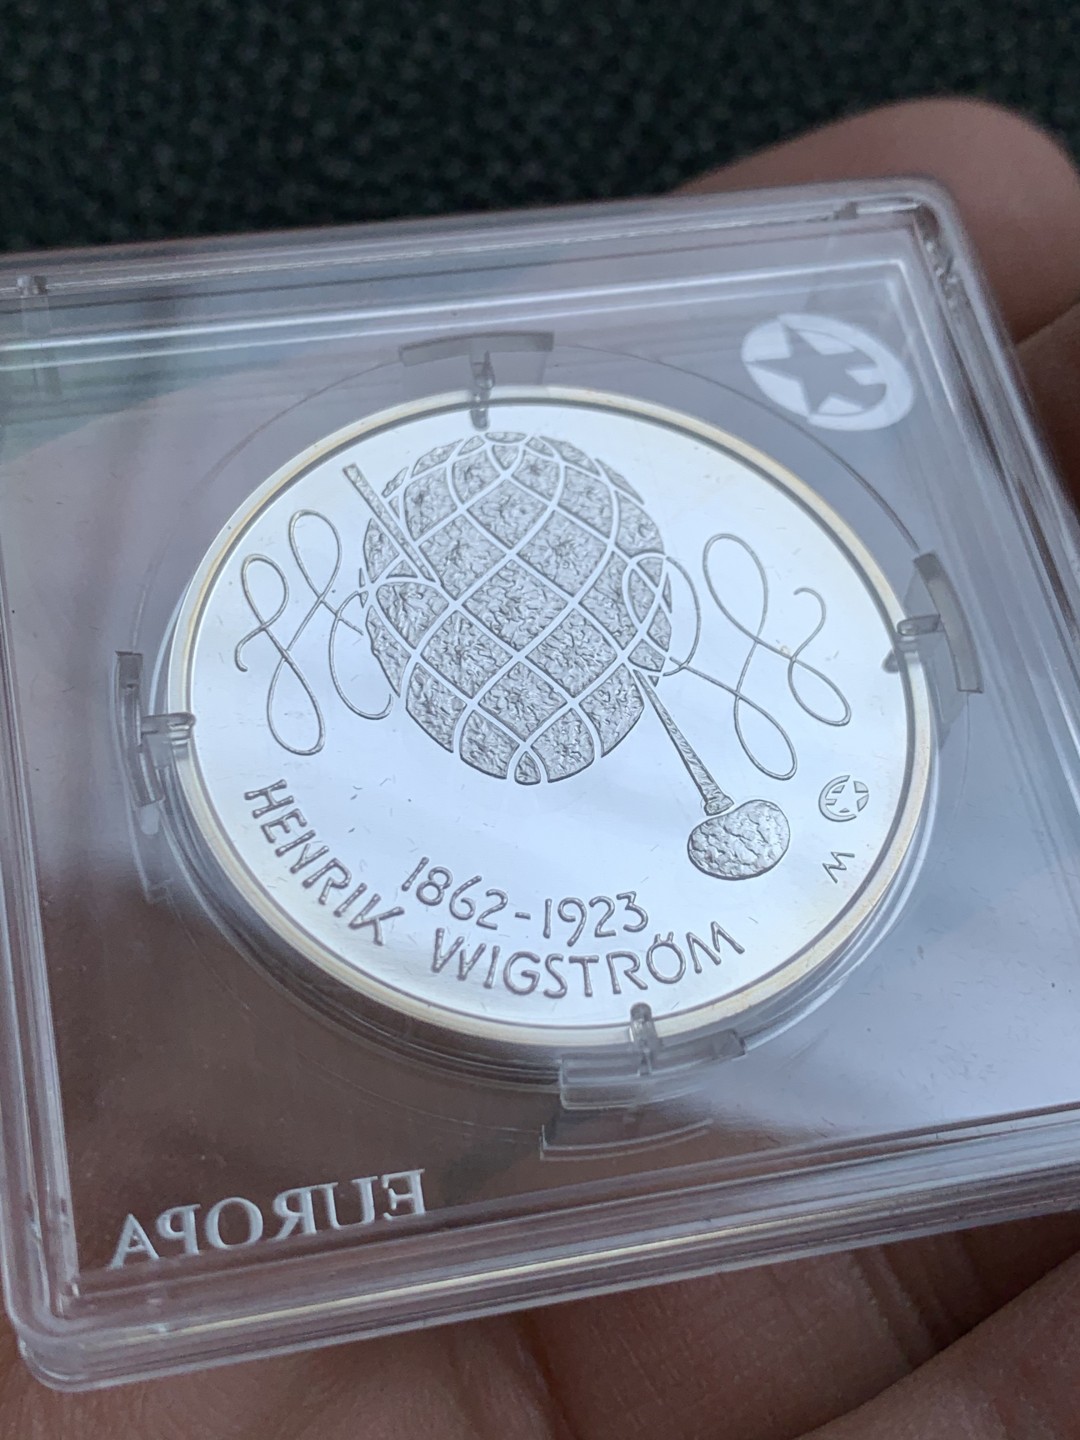 1862-1923
HENRIK WIGSTRÖM
M
EUROPA